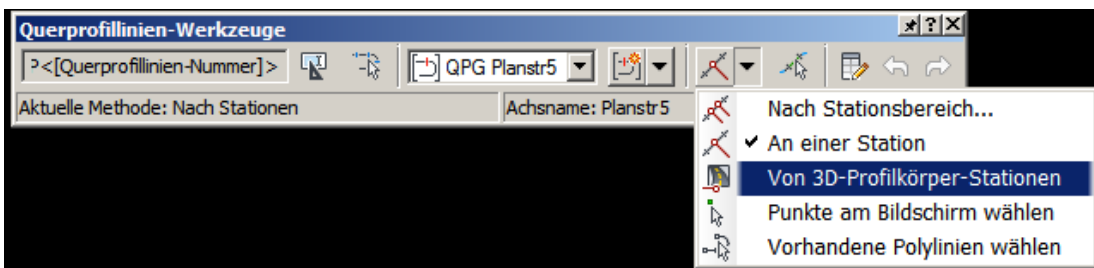 Querprofillinien-Werkzeuge
P<[Querprofillinien-Nummer]> QPG Planstr5
Aktuelle Methode: Nach Stationen Achsname: Planstr5
Nach Stationsbereich...
An einer Station
Von 3D-Profilkörper-Stationen
Punkte am Bildschirm wählen
Vorhandene Polylinien wählen